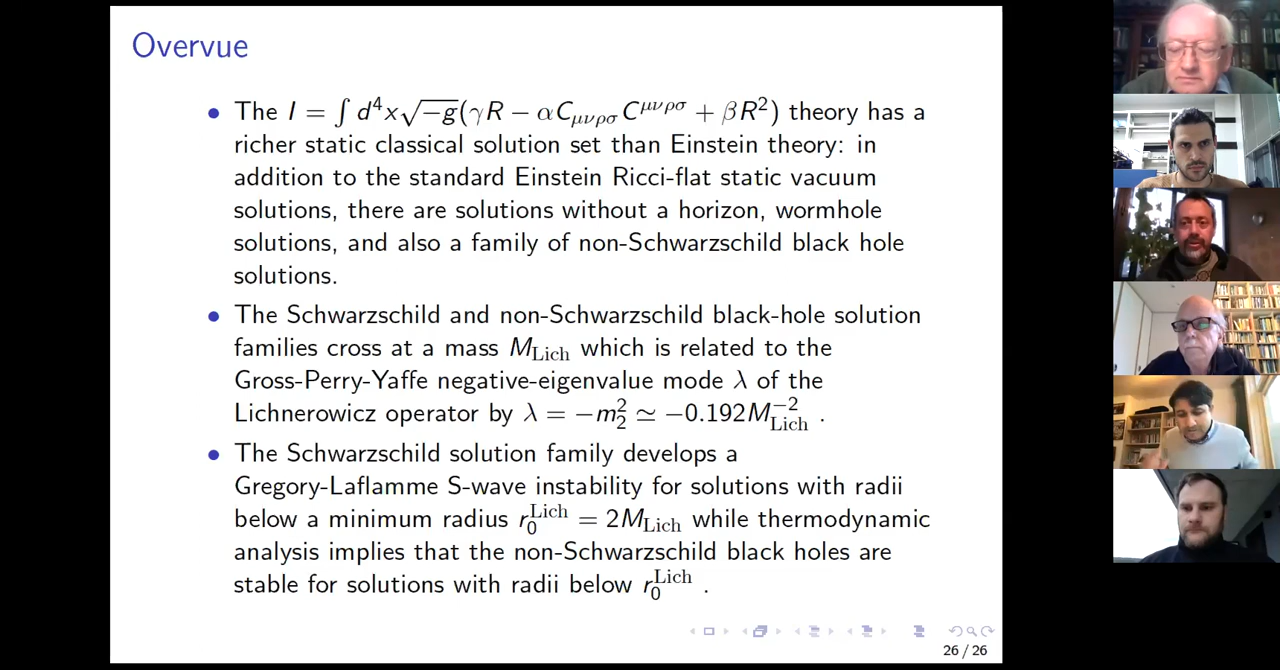 Overvue
• The I = ∫ d⁴x√−g(γR − αC_{μνρσ}C^{μνρσ} + βR²) theory has a
richer static classical solution set than Einstein theory: in
addition to the standard Einstein Ricci-flat static vacuum
solutions, there are solutions without a horizon, wormhole
solutions, and also a family of non-Schwarzschild black hole
solutions.
• The Schwarzschild and non-Schwarzschild black-hole solution
families cross at a mass M_{Lich} which is related to the
Gross-Perry-Yaffe negative-eigenvalue mode λ of the
Lichnerowicz operator by λ = −m₂² ≃ −0.192M_{Lich}^{−2} .
• The Schwarzschild solution family develops a
Gregory-Laflamme S-wave instability for solutions with radii
below a minimum radius r₀^{Lich} = 2M_{Lich} while thermodynamic
analysis implies that the non-Schwarzschild black holes are
stable for solutions with radii below r₀^{Lich} .
26 / 26